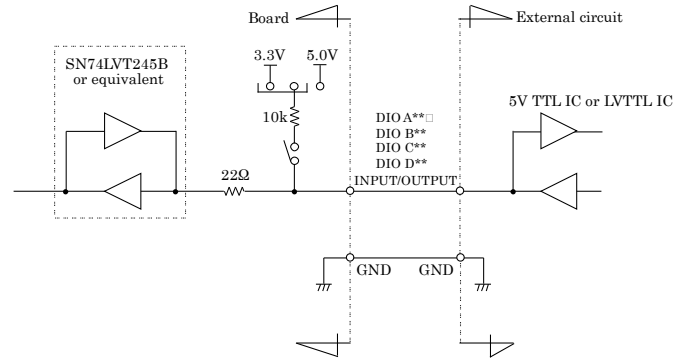 Board
External circuit
3.3V
5.0V
SN74LVT245B
or equivalent
5V TTL IC or LVTTL IC
10k
DIO A**□
DIO B**
DIO C**
DIO D**
22Ω
INPUT/OUTPUT
GND
GND